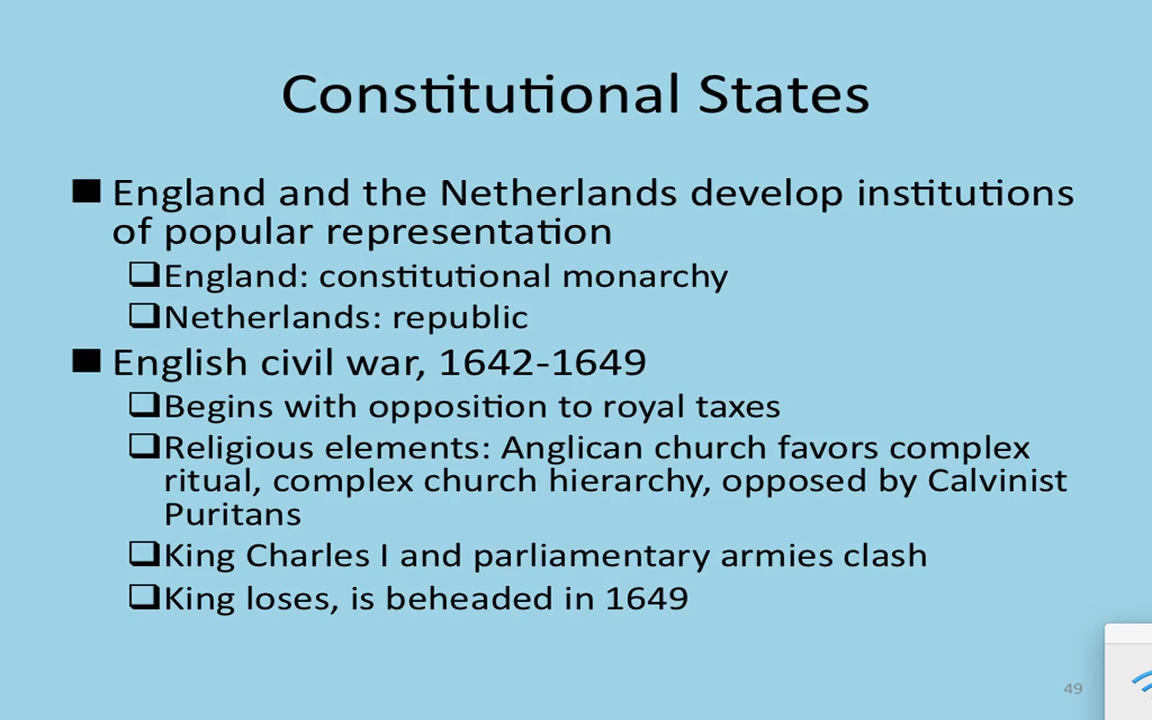 Constitutional States
■ England and the Netherlands develop institutions
of popular representation
❑England: constitutional monarchy
❑Netherlands: republic
■ English civil war, 1642-1649
❑Begins with opposition to royal taxes
❑Religious elements: Anglican church favors complex
ritual, complex church hierarchy, opposed by Calvinist
Puritans
❑King Charles I and parliamentary armies clash
❑King loses, is beheaded in 1649
49